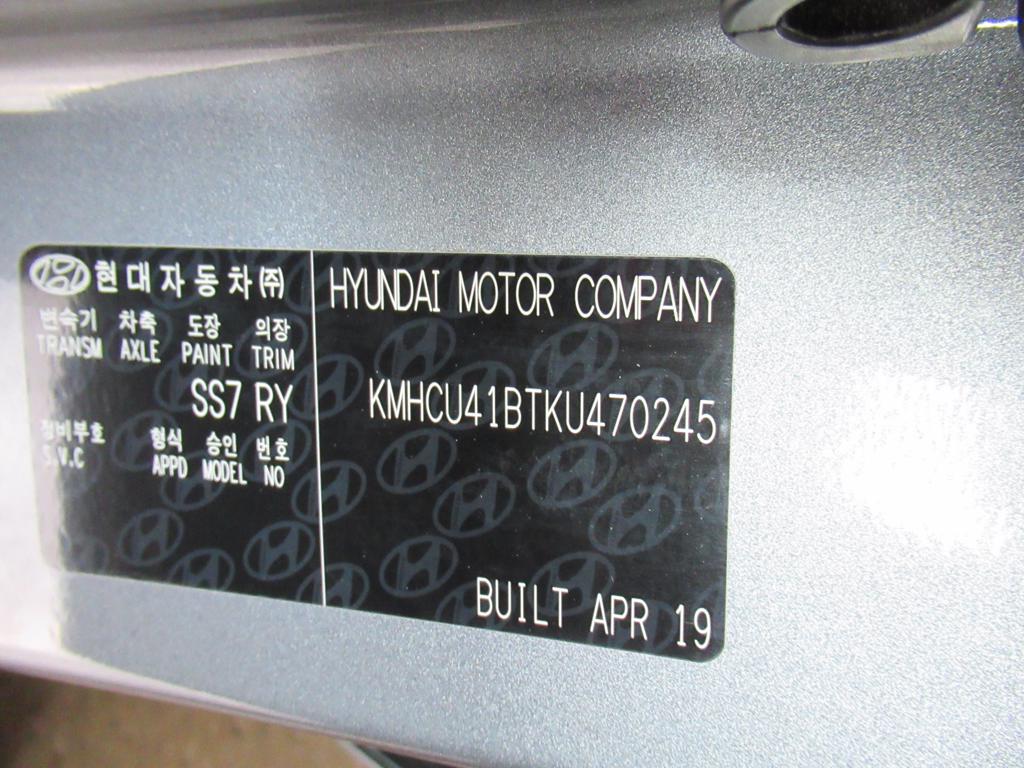 현대자동차㈜
변속기 차축 도장 의장
TRANSM AXLE PAINT TRIM
SS7 RY
정비부호 형식 승인 번호
S.V.C APPD MODEL NO
HYUNDAI MOTOR COMPANY
KMHCU41BTKU470245
BUILT APR 19